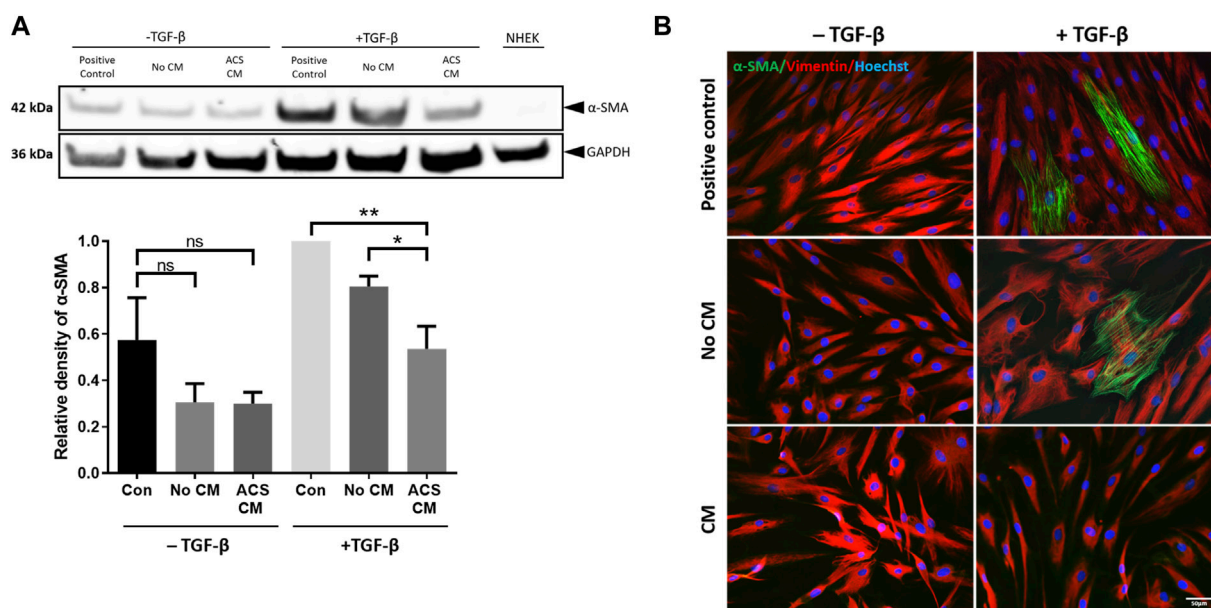 A
-TGF-β
+TGF-β
NHEK
Positive Control
No CM
ACS CM
Positive Control
No CM
ACS CM
42 kDa
α-SMA
36 kDa
GAPDH
Relative density of α-SMA
1.0
0.8
0.6
0.4
0.2
0.0
ns
ns
**
*
Con
No CM
ACS CM
Con
No CM
ACS CM
– TGF-β
+TGF-β
B
– TGF-β
+ TGF-β
α-SMA/Vimentin/Hoechst
Positive control
No CM
CM
50μm